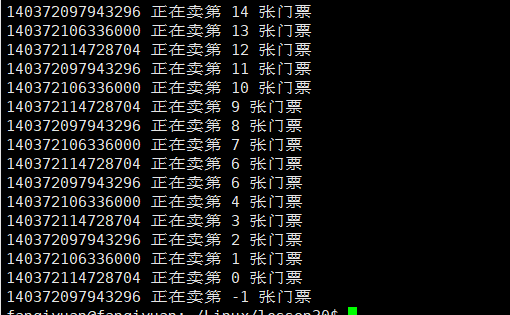 140372097943296 正在卖第 14 张门票
140372106336000 正在卖第 13 张门票
140372114728704 正在卖第 12 张门票
140372097943296 正在卖第 11 张门票
140372106336000 正在卖第 10 张门票
140372114728704 正在卖第 9 张门票
140372097943296 正在卖第 8 张门票
140372106336000 正在卖第 7 张门票
140372114728704 正在卖第 6 张门票
140372097943296 正在卖第 6 张门票
140372106336000 正在卖第 4 张门票
140372114728704 正在卖第 3 张门票
140372097943296 正在卖第 2 张门票
140372106336000 正在卖第 1 张门票
140372114728704 正在卖第 0 张门票
140372097943296 正在卖第 -1 张门票
fangiyuan@fangiyuan:~/Linux/lesson30$